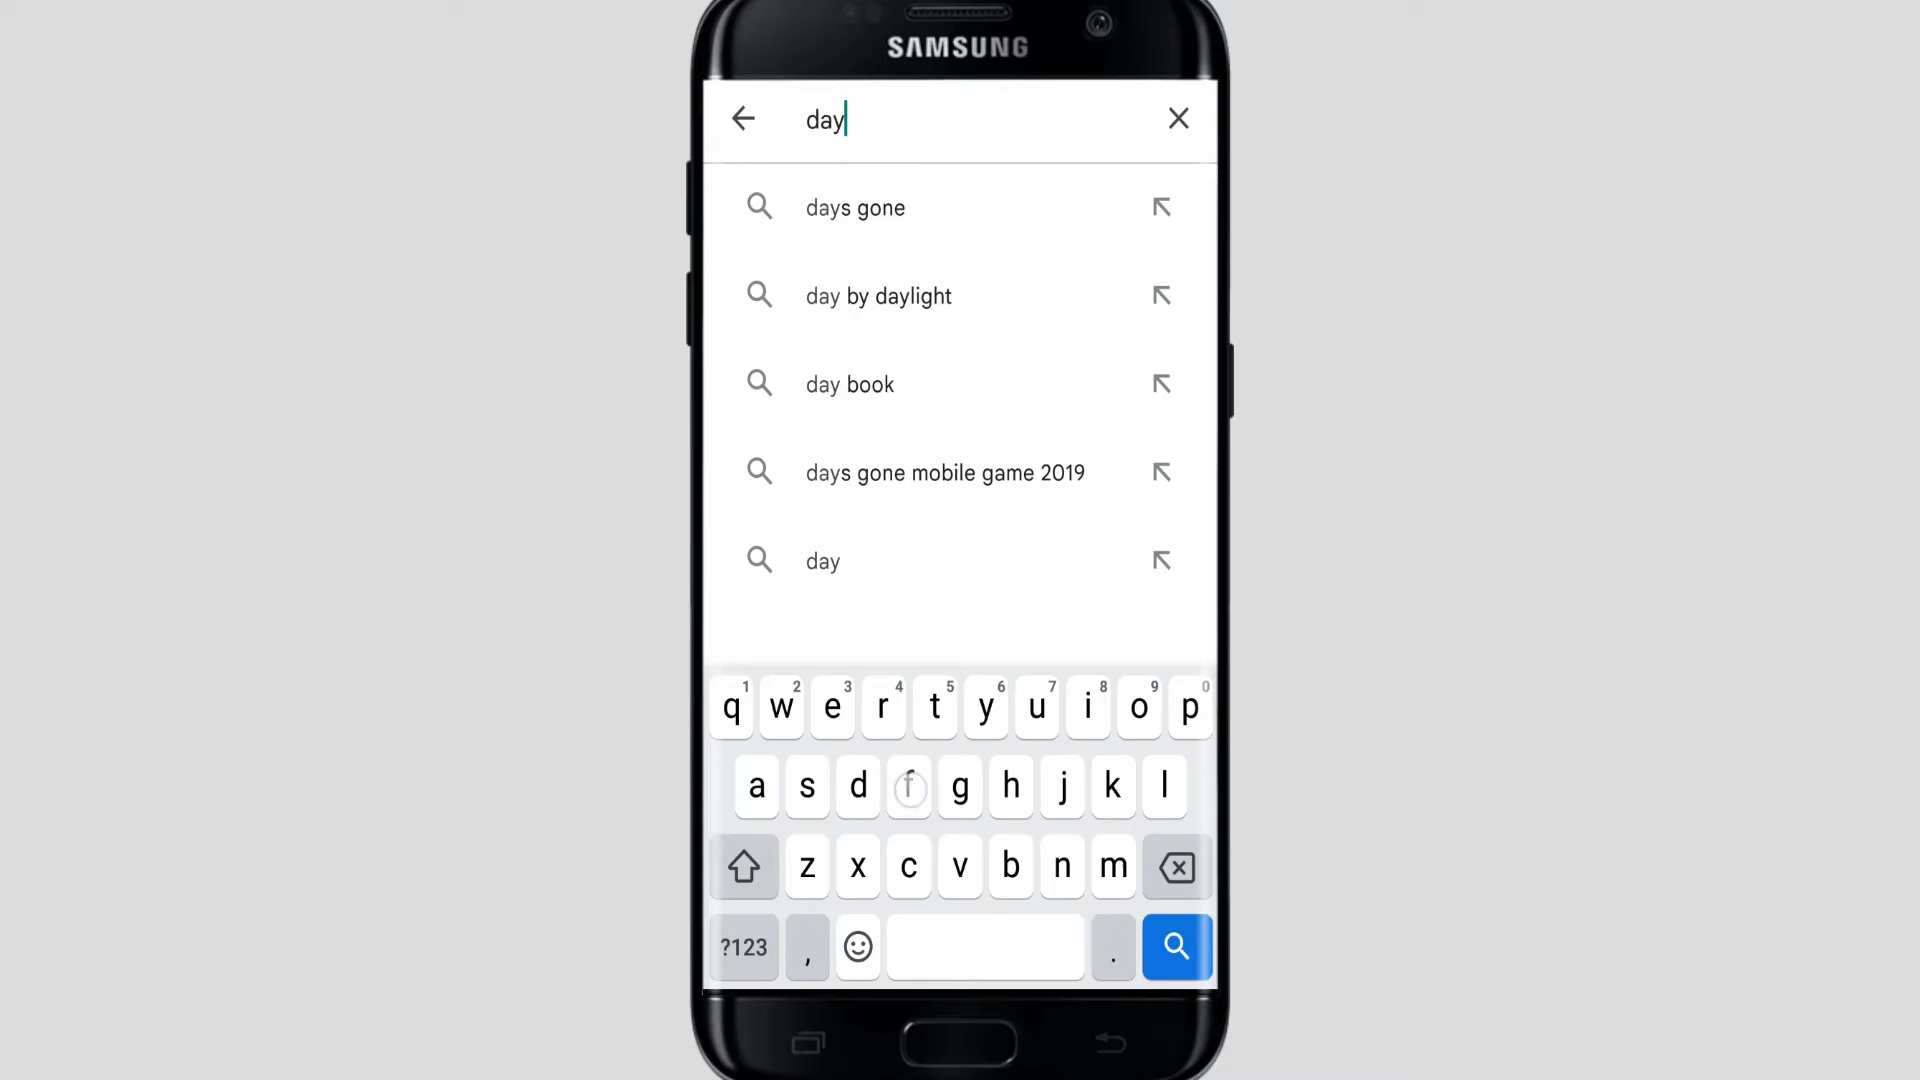 SAMSUNG
day
days gone
day by daylight
day book
days gone mobile game 2019
day
1 2 3 4 5 6 7 8 9 0
q w e r t y u i o p
a s d f g h j k l
z x c v b n m
?123 , .